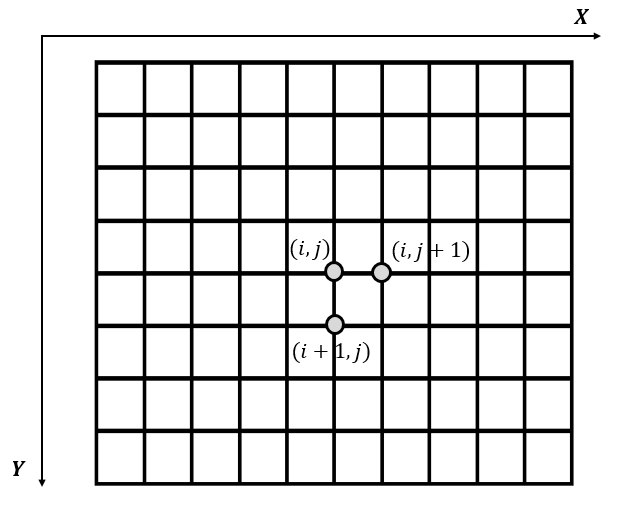 X
(i, j)
(i, j + 1)
(i + 1, j)
Y